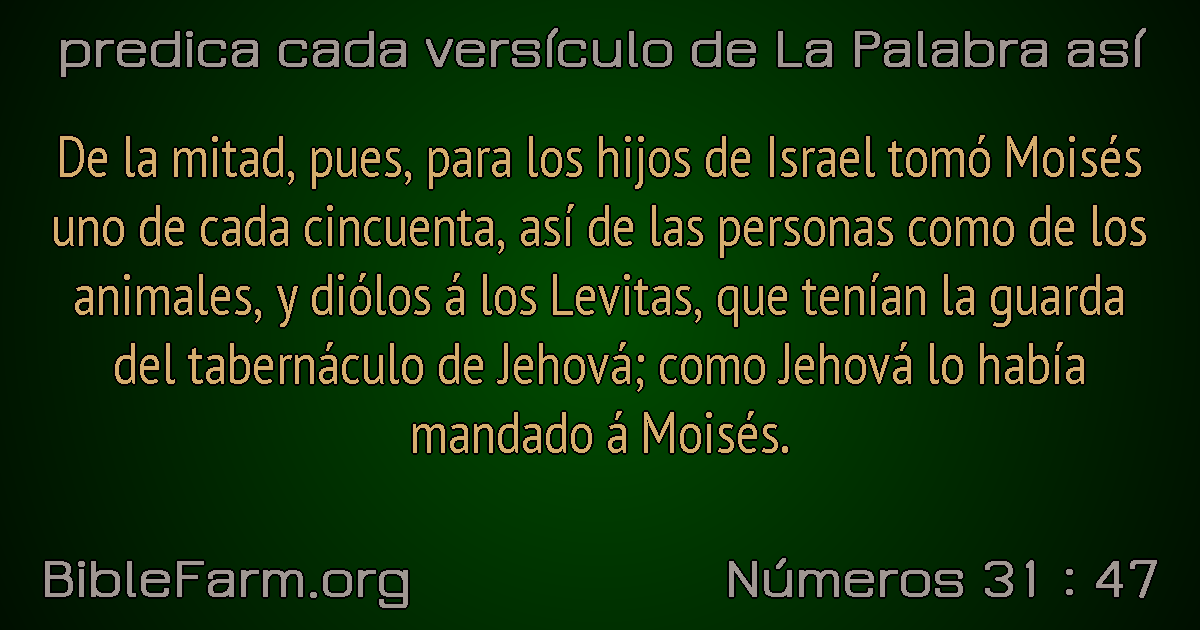 predica cada versículo de La Palabra así
De la mitad, pues, para los hijos de Israel tomó Moisés
uno de cada cincuenta, así de las personas como de los
animales, y diólos á los Levitas, que tenían la guarda
del tabernáculo de Jehová; como Jehová lo había
mandado á Moisés.
BibleFarm.org
Números 31 : 47